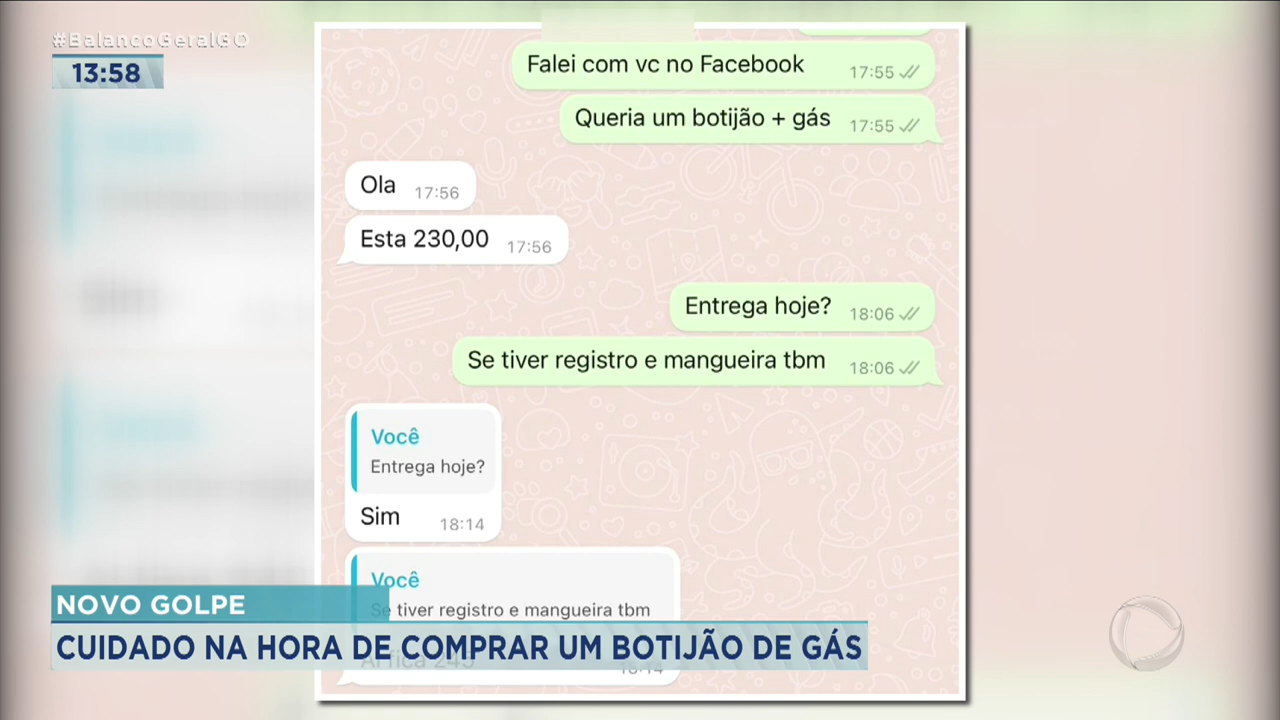 #BalancoGeralGO
13:58
Falei com vc no Facebook 17:55
Queria um botijão + gás 17:55
Ola 17:56
Esta 230,00 17:56
Entrega hoje? 18:06
Se tiver registro e mangueira tbm 18:06
Você
Entrega hoje?
Sim 18:14
Você
Se tiver registro e mangueira tbm
18:14
NOVO GOLPE
CUIDADO NA HORA DE COMPRAR UM BOTIJÃO DE GÁS